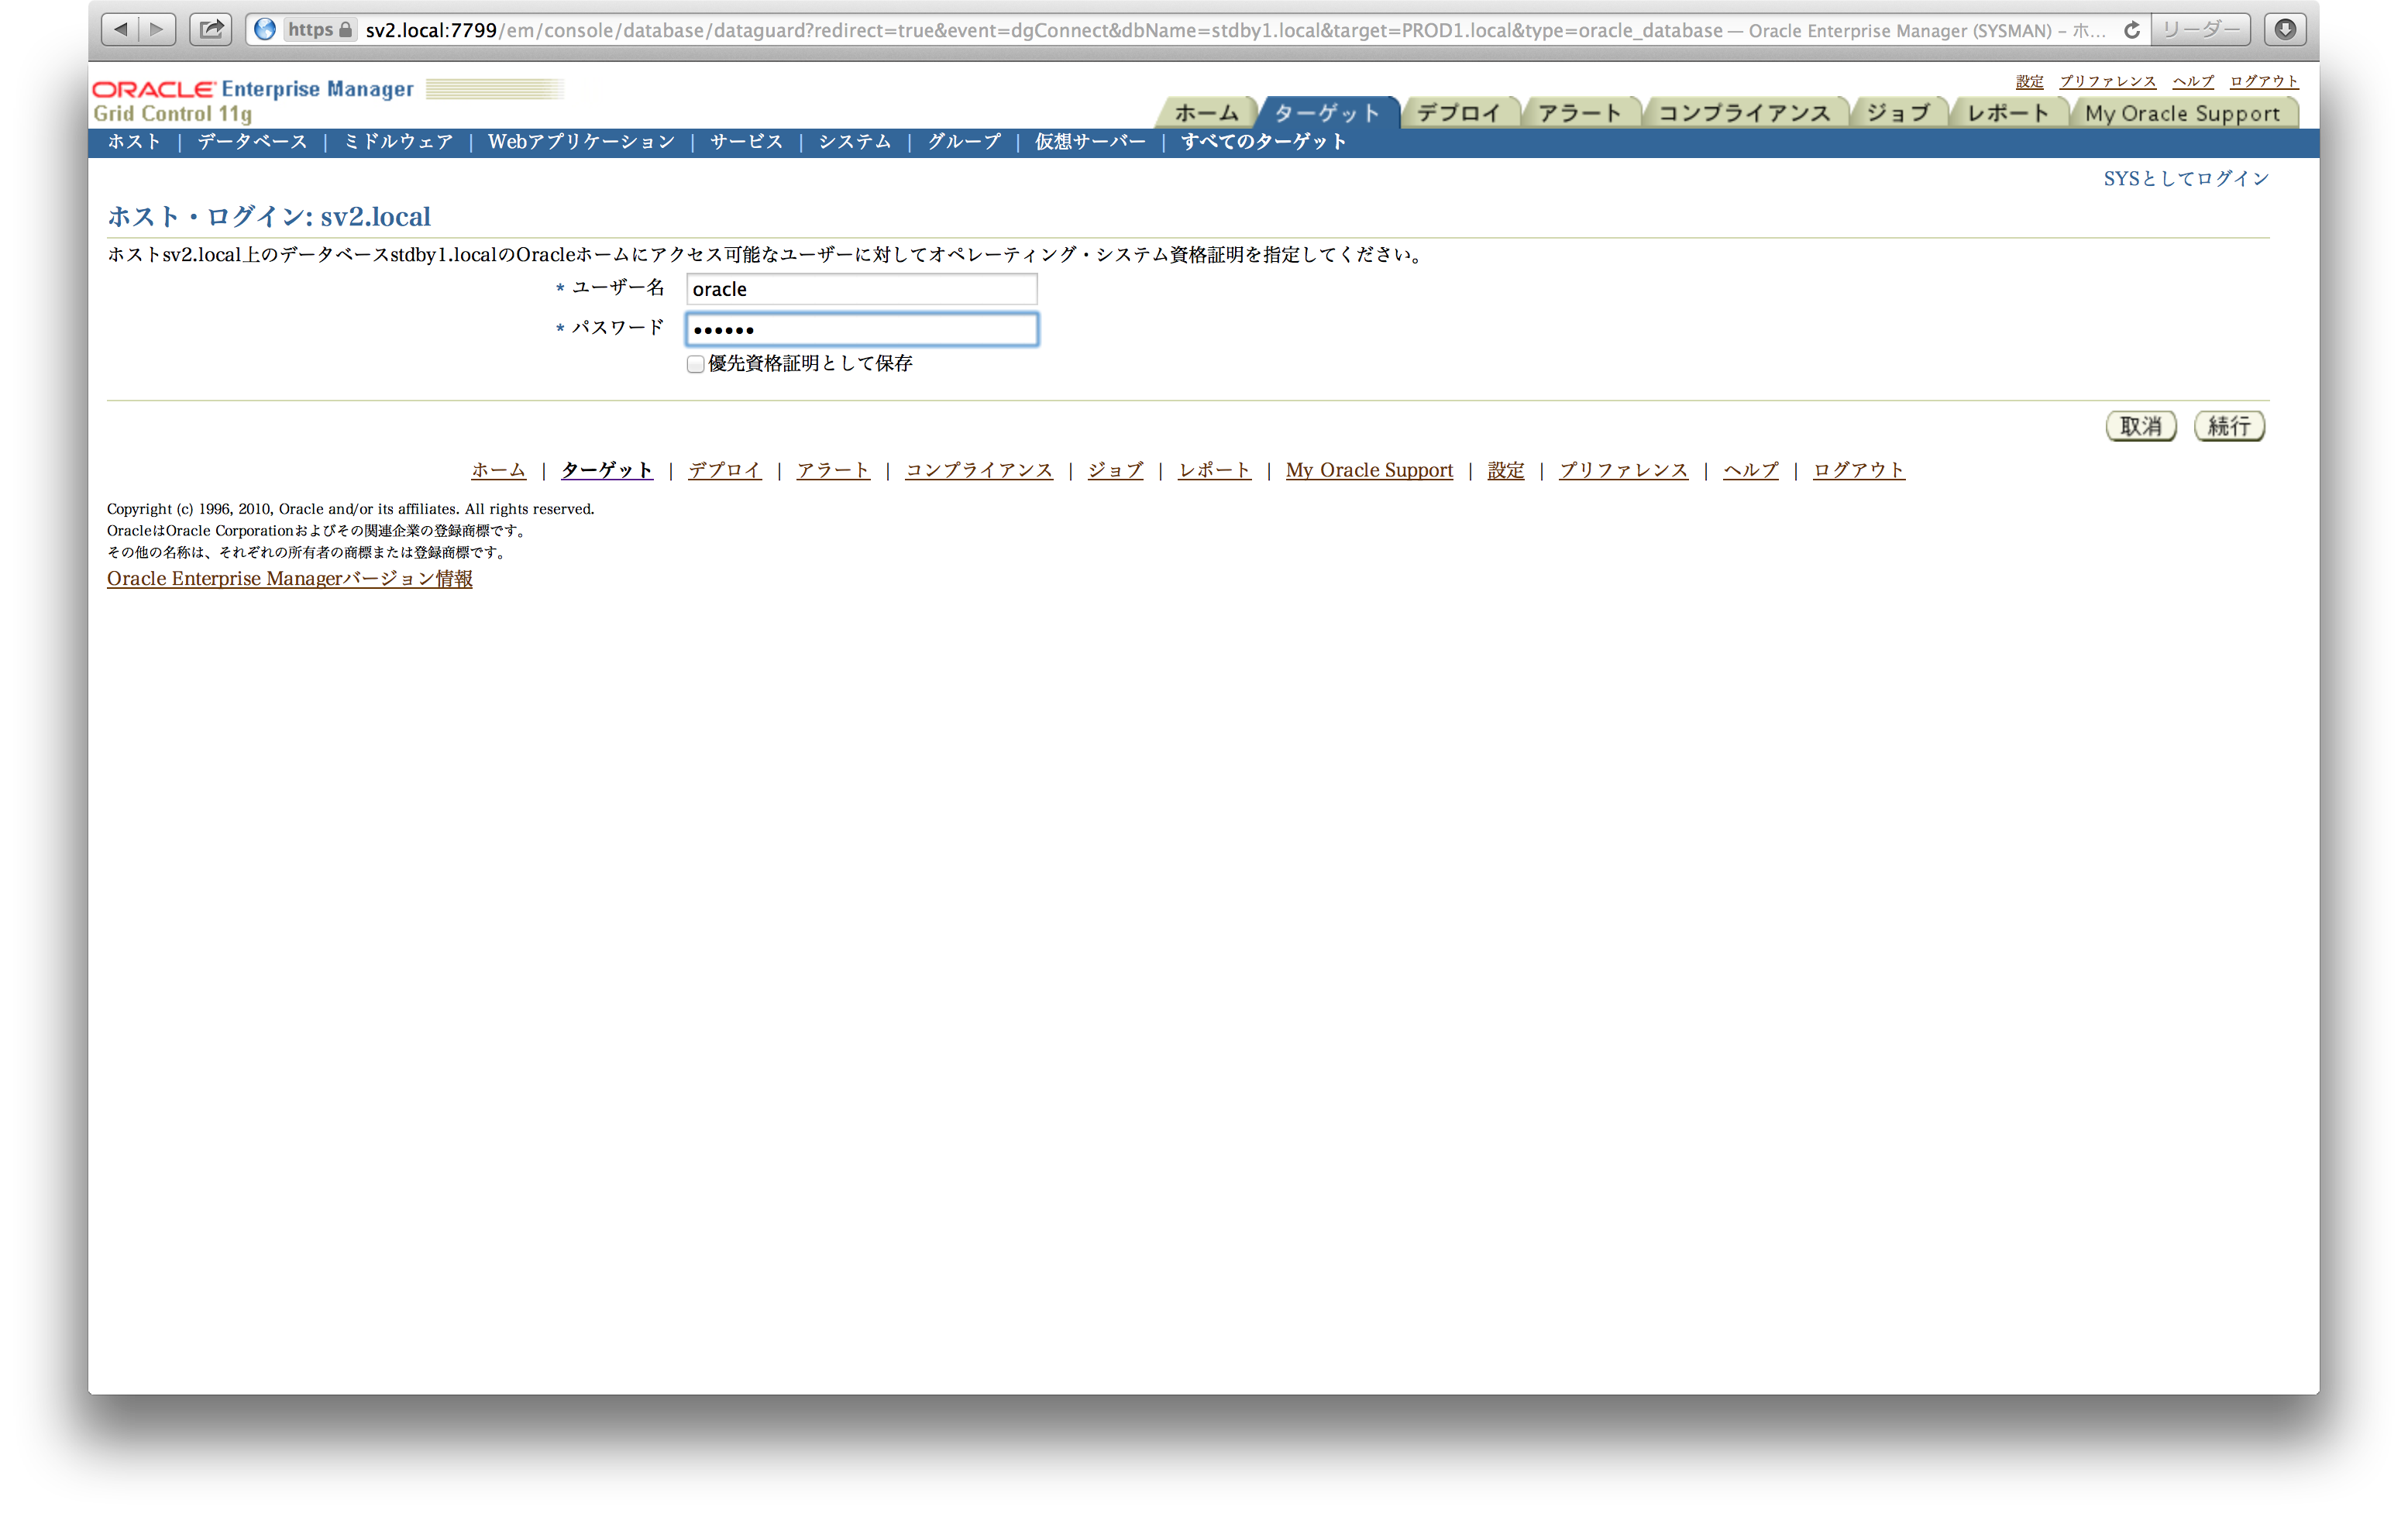 https sv2.local:7799/em/console/database/dataguard?redirect=true&event=dgConnect&dbName=stdby1.local&target=PROD1.local&type=oracle_database — Oracle Enterprise Manager (SYSMAN) – ホ... リーダー
設定 プリファレンス ヘルプ ログアウト
ORACLE Enterprise Manager
Grid Control 11g
ホーム ターゲット デプロイ アラート コンプライアンス ジョブ レポート My Oracle Support
ホスト | データベース | ミドルウェア | Webアプリケーション | サービス | システム | グループ | 仮想サーバー | すべてのターゲット
SYSとしてログイン
ホスト・ログイン: sv2.local
ホストsv2.local上のデータベースstdby1.localのOracleホームにアクセス可能なユーザーに対してオペレーティング・システム資格証明を指定してください。
* ユーザー名 oracle
* パスワード ••••••
優先資格証明として保存
取消 続行
ホーム | ターゲット | デプロイ | アラート | コンプライアンス | ジョブ | レポート | My Oracle Support | 設定 | プリファレンス | ヘルプ | ログアウト
Copyright (c) 1996, 2010, Oracle and/or its affiliates. All rights reserved.
OracleはOracle Corporationおよびその関連企業の登録商標です。
その他の名称は、それぞれの所有者の商標または登録商標です。
Oracle Enterprise Managerバージョン情報